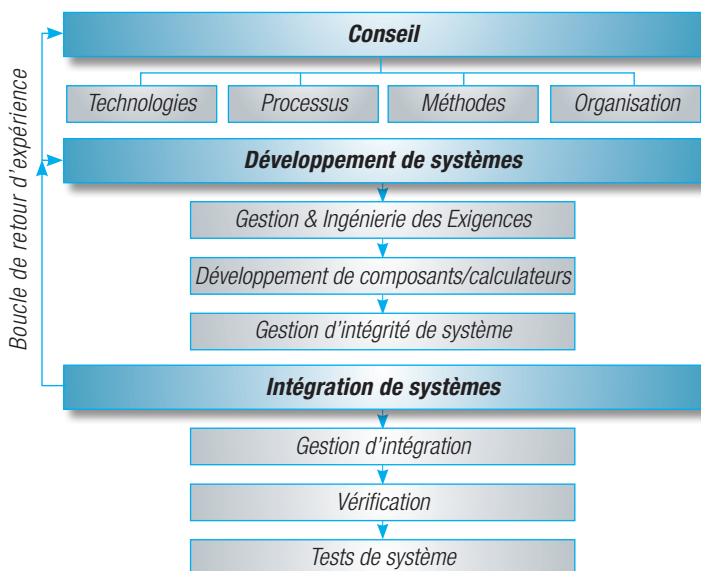 Conseil
Technologies
Processus
Méthodes
Organisation
Boucle de retour d'expérience
Développement de systèmes
Gestion & Ingénierie des Exigences
Développement de composants/calculateurs
Gestion d'intégrité de système
Intégration de systèmes
Gestion d'intégration
Vérification
Tests de système